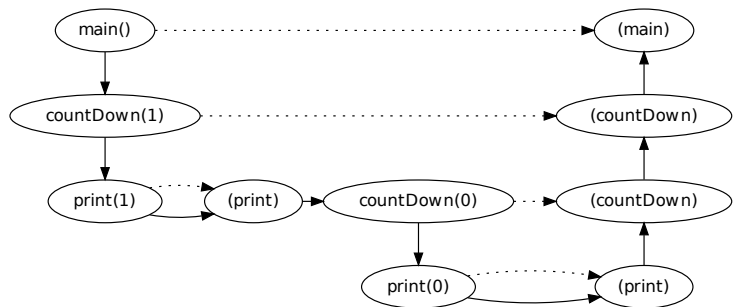 main()
(main)
countDown(1)
(countDown)
print(1)
(print)
countDown(0)
(countDown)
print(0)
(print)